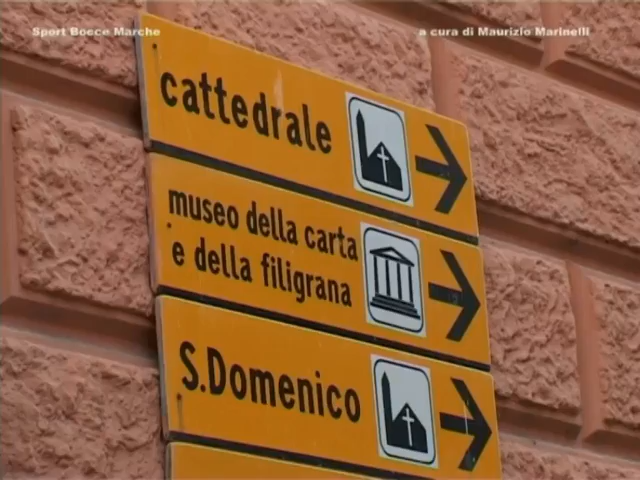 Sport Bocce Marche
a cura di Maurizio Marinelli
cattedrale
museo della carta
e della filigrana
S.Domenico